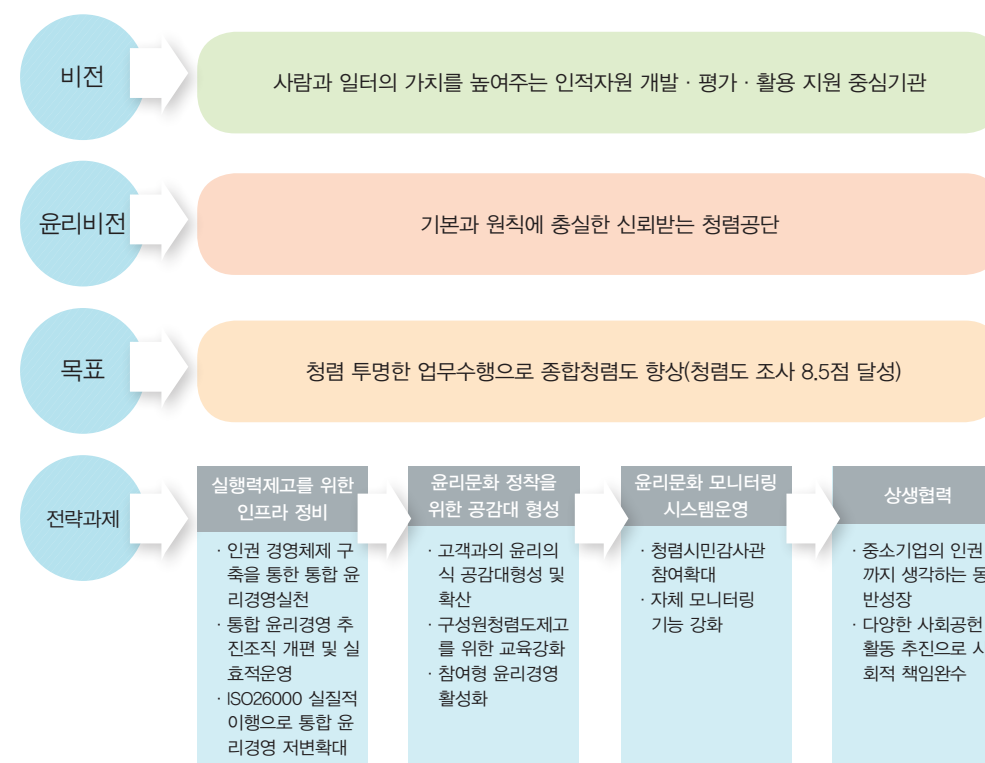 비전
사람과 일터의 가치를 높여주는 인적자원 개발 · 평가 · 활용 지원 중심기관
윤리비전
기본과 원칙에 충실한 신뢰받는 청렴공단
목표
청렴 투명한 업무수행으로 종합청렴도 향상(청렴도 조사 8.5점 달성)
전략과제
실행력제고를 위한
인프라 정비
· 인권 경영체제 구
축을 통한 통합 윤
리경영실천
· 통합 윤리경영 추
진조직 개편 및 실
효적운영
· ISO26000 실질적
이행으로 통합 윤
리경영 저변확대
윤리문화 정착을
위한 공감대 형성
· 고객과의 윤리의
식 공감대형성 및
확산
· 구성원청렴도제고
를 위한 교육강화
· 참여형 윤리경영
활성화
윤리문화 모니터링
시스템운영
· 청렴시민감사관
참여확대
· 자체 모니터링
기능 강화
상생협력
· 중소기업의 인권
까지 생각하는 동
반성장
· 다양한 사회공헌
활동 추진으로 사
회적 책임완수